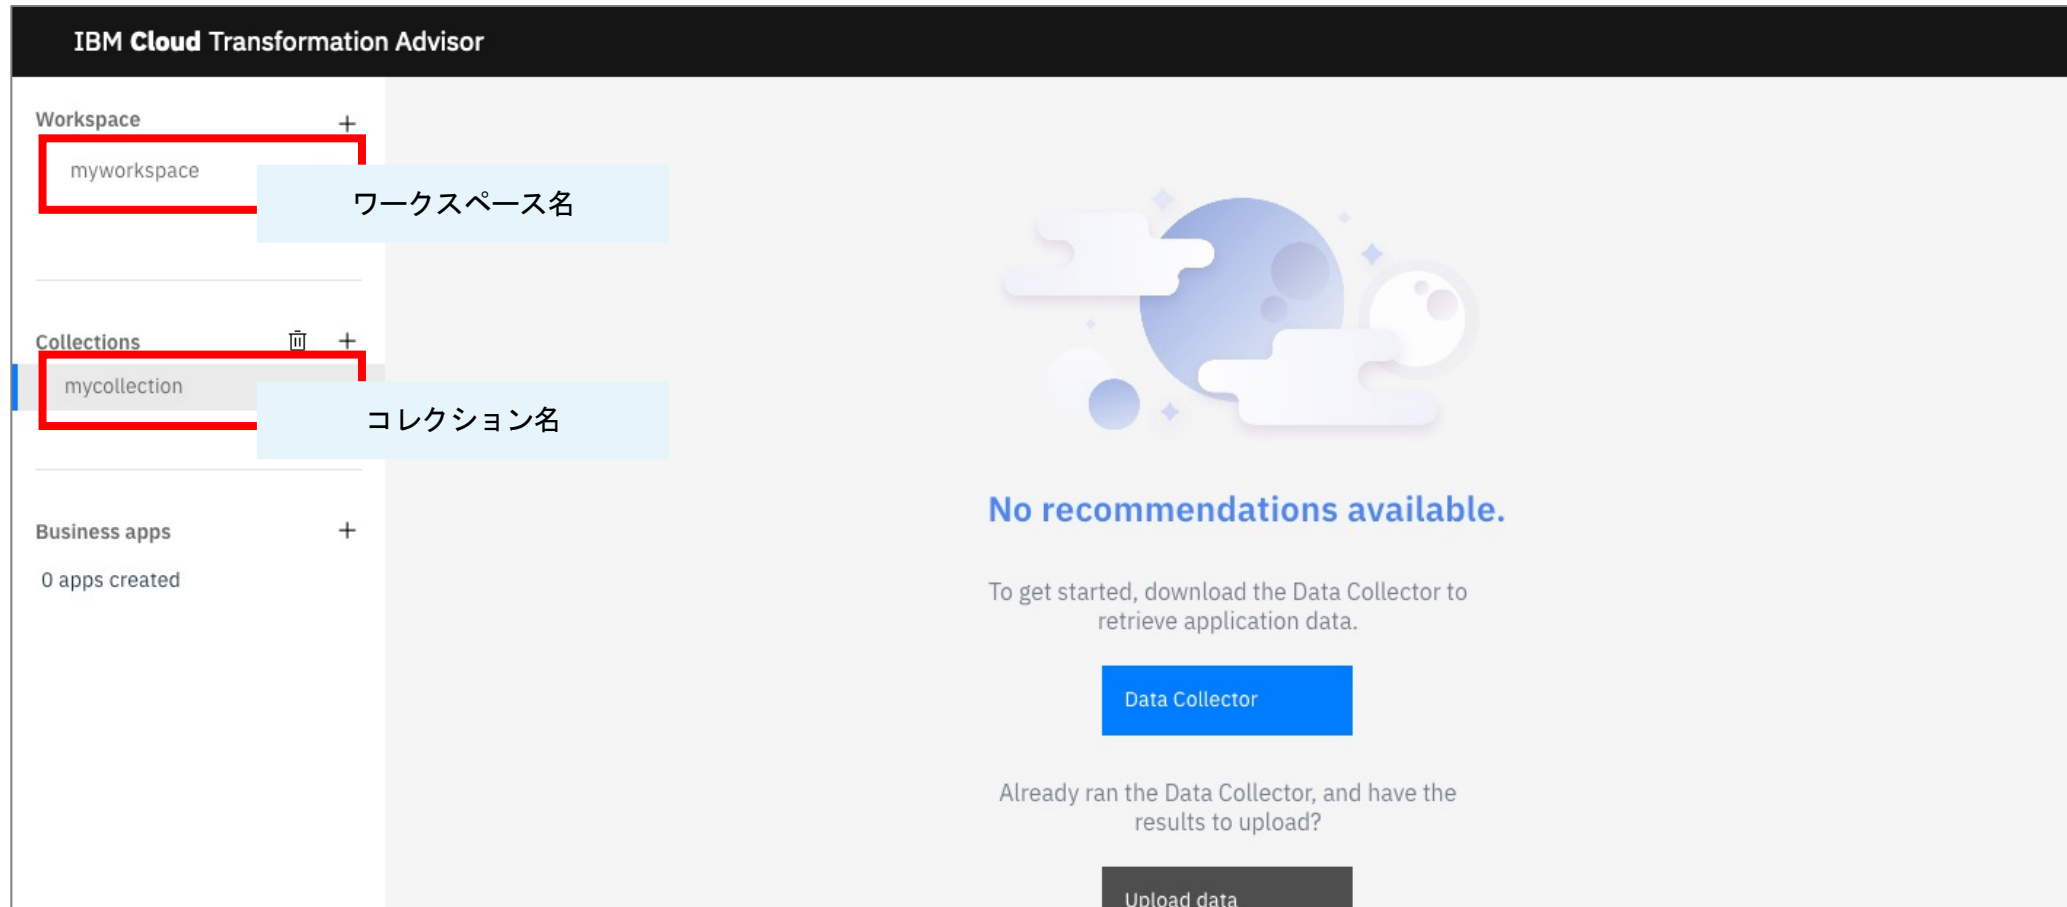 IBM Cloud Transformation Advisor
Workspace
myworkspace
ワークスペース名
Collections
mycollection
コレクション名
Business apps
0 apps created
No recommendations available.
To get started, download the Data Collector to
retrieve application data.
Data Collector
Already ran the Data Collector, and have the
results to upload?
Upload data